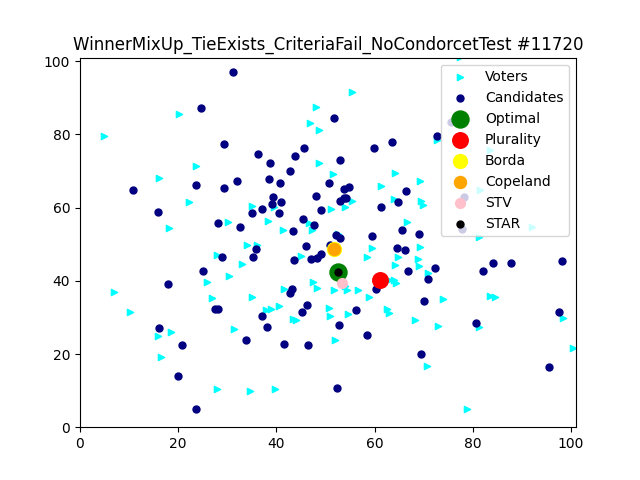 WinnerMixUp_TieExists_CriteriaFail_NoCondorcetTest #11720
100
80
60
40
20
0
0
20
40
60
80
100
Voters
Candidates
Optimal
Plurality
Borda
Copeland
STV
STAR